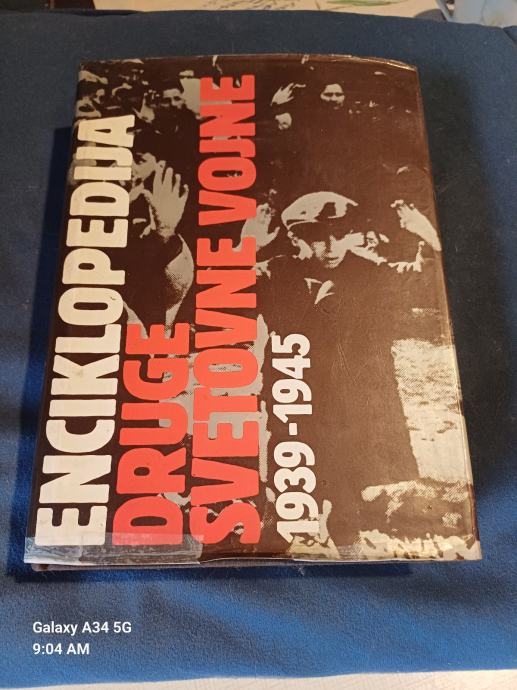 ENCIKLOPEDIJA
DRUGE
SVETOVNE VOJNE
1939-1945
Galaxy A34 5G
9:04 AM